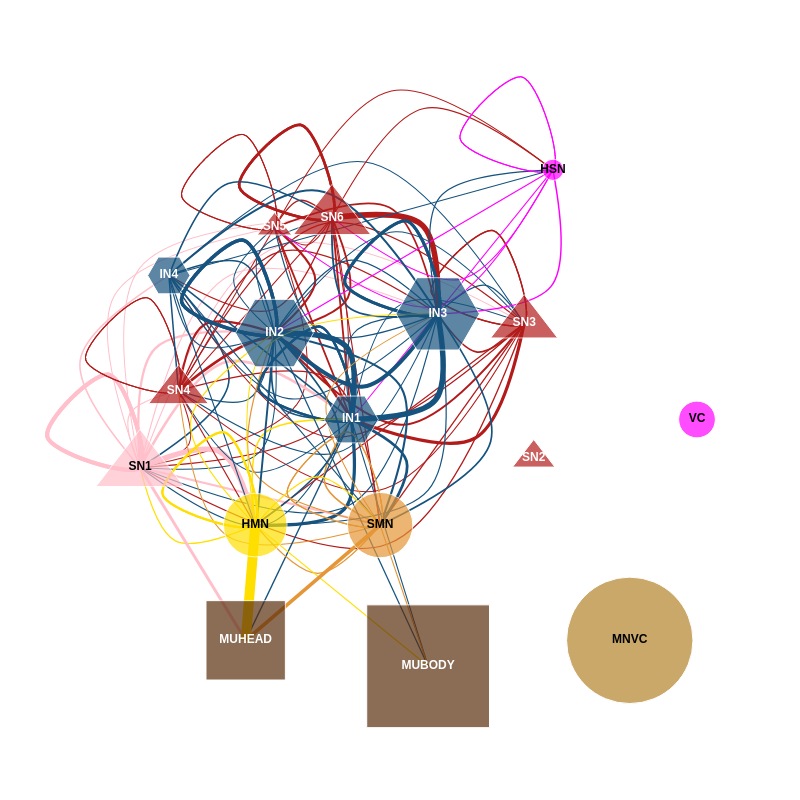 HSN
SN6
SN5
IN4
IN3
SN3
IN2
SN4
IN1
VC
SN2
SN1
HMN
SMN
MUHEAD
MUBODY
MNVC